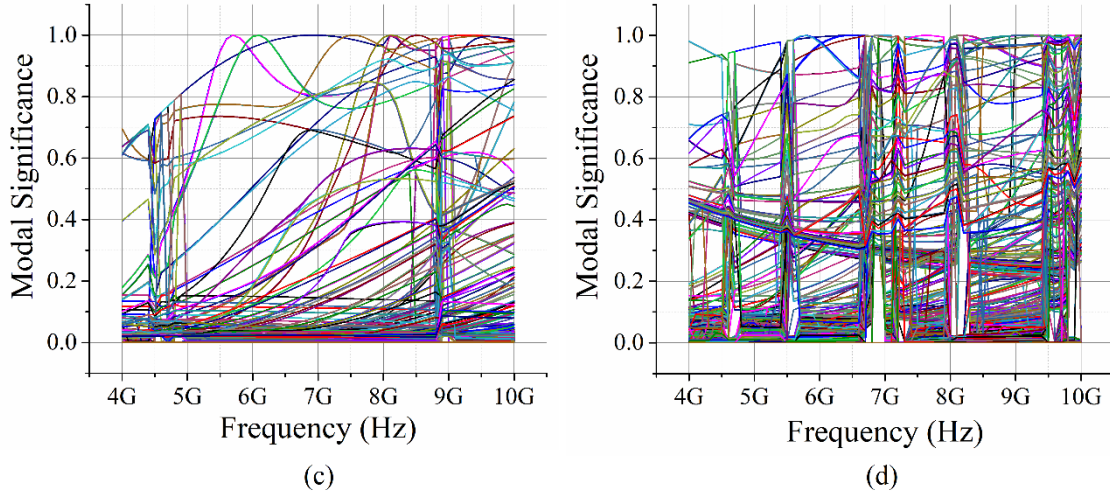 1.0
0.8
0.6
0.4
0.2
0.0
Modal Significance
4G 5G 6G 7G 8G 9G 10G
Frequency (Hz)
(c)
1.0
0.8
0.6
0.4
0.2
0.0
Modal Significance
4G 5G 6G 7G 8G 9G 10G
Frequency (Hz)
(d)